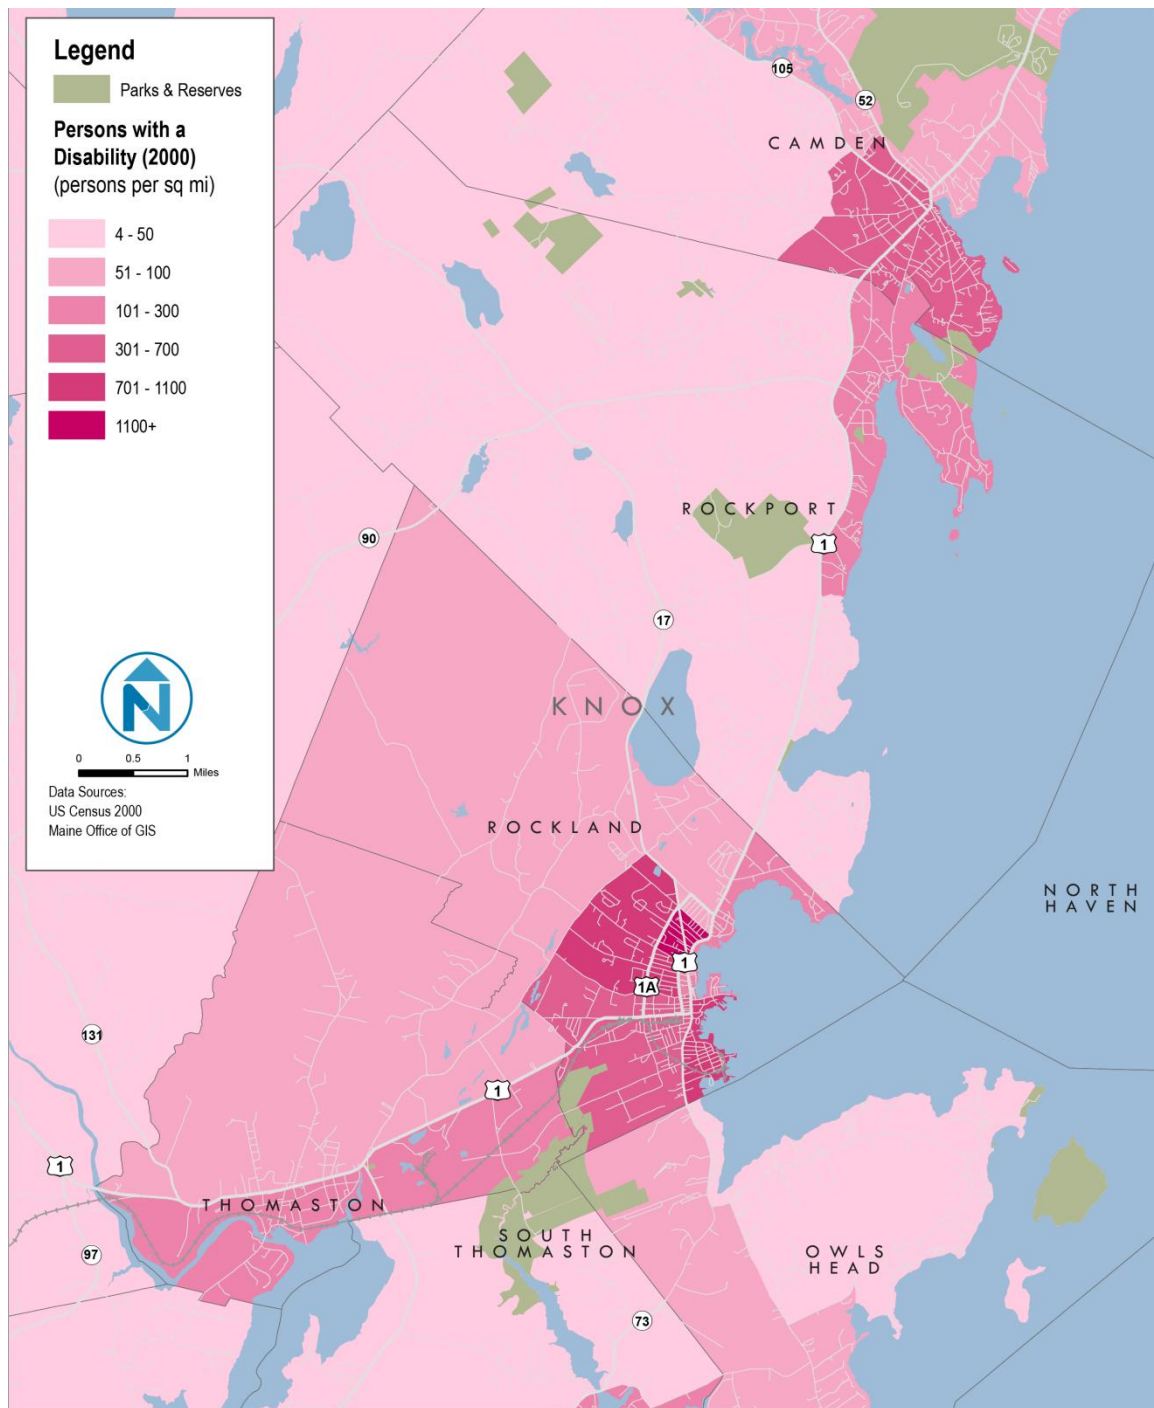 Legend
Parks & Reserves
Persons with a
Disability (2000)
(persons per sq mi)
4 - 50
51 - 100
101 - 300
301 - 700
701 - 1100
1100+
N
0 0.5 1
Miles
Data Sources:
US Census 2000
Maine Office of GIS
105
52
CAMDEN
ROCKPORT
1
90
17
KNOX
ROCKLAND
NORTH
HAVEN
1
1A
131
1
1
THOMASTON
SOUTH
THOMASTON
OWLS
HEAD
97
73